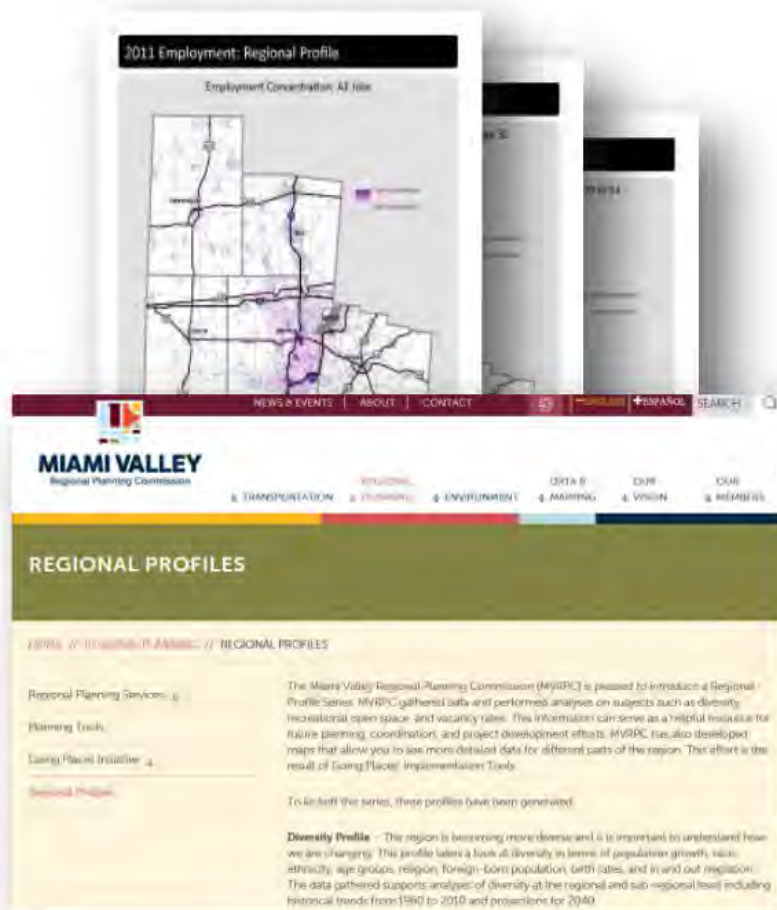 2011 Employment: Regional Profile
Employment Concentration: All Jobs
NEWS & EVENTS | ABOUT | CONTACT
ESPAÑOL SEARCH
MIAMI VALLEY
Regional Planning Commission
TRANSPORTATION REGIONAL PLANNING ENVIRONMENT DATA & MAPPING OUR VISION OUR MEMBERS
REGIONAL PROFILES
HOME // REGIONAL PLANNING // REGIONAL PROFILES
Regional Planning Services
Planning Tools
Going Places Initiative
Regional Profiles
The Miami Valley Regional Planning Commission (MVRPC) is pleased to introduce a Regional
Profile Series. MVRPC gathered data and performed analyses on subjects such as diversity,
recreational open space, and vacancy rates. This information can serve as a helpful resource for
future planning, coordination, and project development efforts. MVRPC has also developed
maps that allow you to see more detailed data for different parts of the region. This effort is the
result of Going Places' Implementation Tools.
To kickoff the series, three profiles have been generated.
Diversity Profile – The region is becoming more diverse and it is important to understand how
we are changing. This profile takes a look at diversity in terms of population growth, race,
ethnicity, age groups, religion, foreign-born population, birth rates, and in and out migration.
The data gathered supports analyses of diversity at the regional and sub-regional level including
historical trends from 1960 to 2010 and projections for 2040.